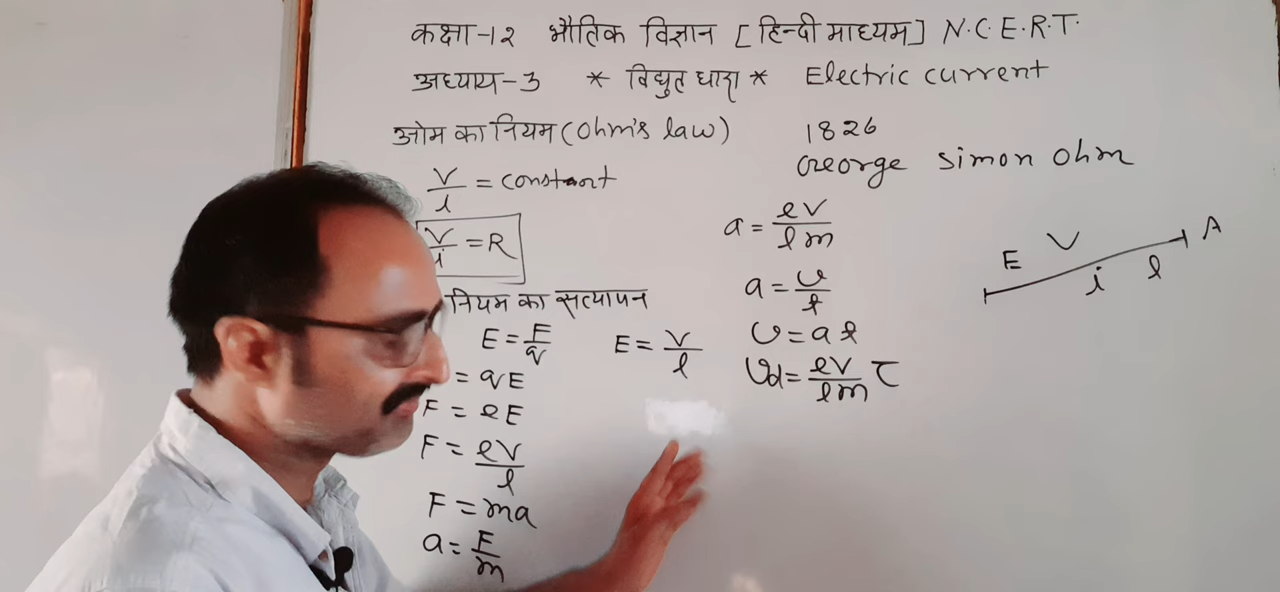 कक्षा-१२ भौतिक विज्ञान [हिन्दी माध्यम] N.C.E.R.T.
अध्याय-3 * विद्युत धारा * Electric current
ओम का नियम (Ohm's law) 1826
George Simon Ohm
V/i = constant
V/i = R
नियम का सत्यापन
E = F/q E = V/l
= qE
F = eE
F = eV/l
F = ma
a = F/m
a = eV/lm
a = v/t
v = at
vd = eV/lm τ
E V A
i l